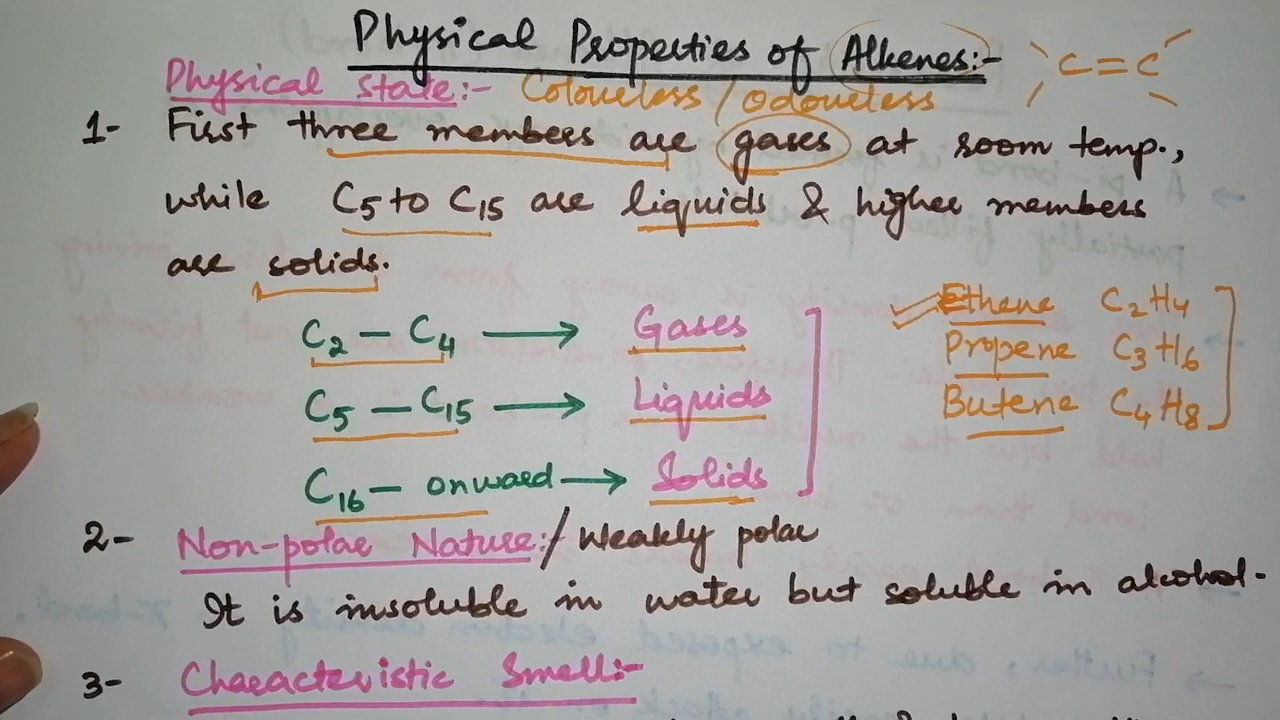 Physical Properties of Alkenes:-
C=C
Physical state:- Colourless / odourless
1- First three members are gases at room temp.,
while C5 to C15 are liquids & higher members
are solids.
C2 – C4 → Gases
C5 – C15 → Liquids
C16 – onward → Solids
Ethene C2H4
Propene C3H6
Butene C4H8
2- Non-polar Nature:/ Weakly polar
It is insoluble in water but soluble in alcohol.
3- Characteristic Smell:-